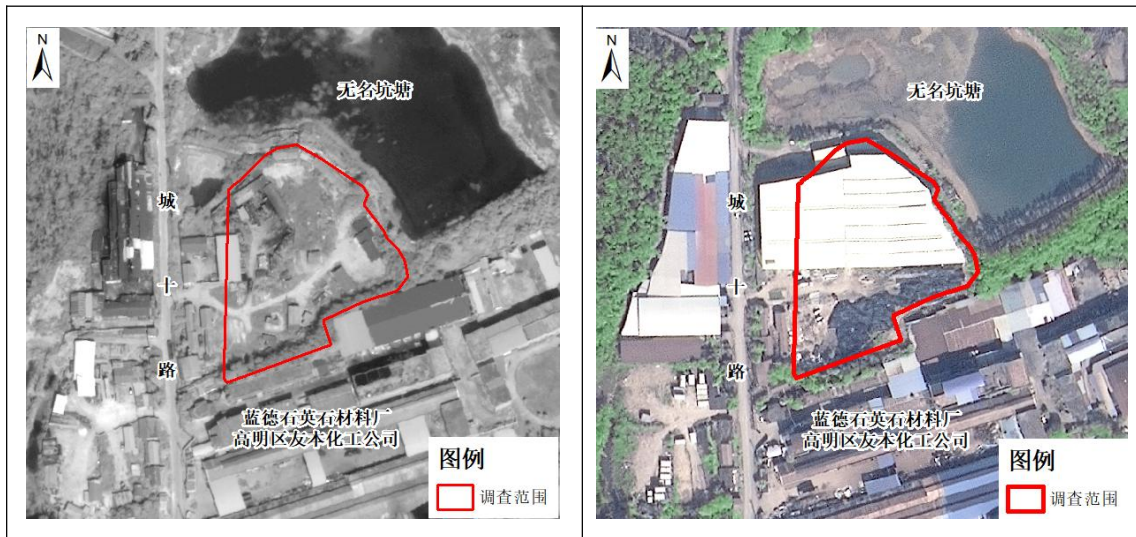 N
无名坑塘
城
十
路
蓝德石英石材料厂
高明区友本化工公司
图例
调查范围
N
无名坑塘
城
十
路
蓝德石英石材料厂
高明区友本化工公司
图例
调查范围